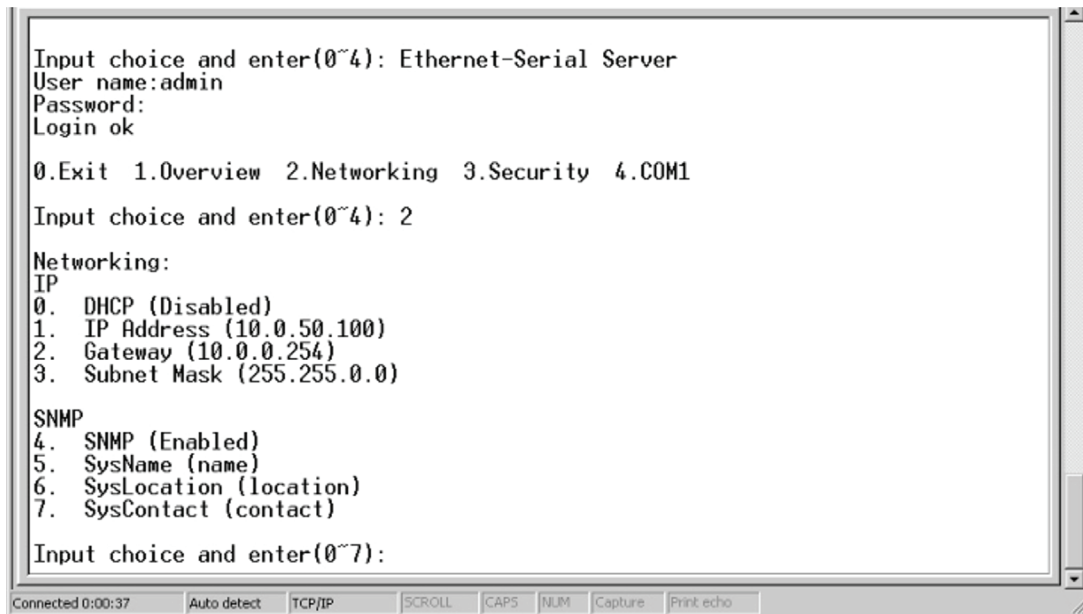 Input choice and enter(0~4): Ethernet-Serial Server
User name:admin
Password:
Login ok
0.Exit  1.Overview  2.Networking  3.Security  4.COM1
Input choice and enter(0~4): 2
Networking:
IP
0.  DHCP (Disabled)
1.  IP Address (10.0.50.100)
2.  Gateway (10.0.0.254)
3.  Subnet Mask (255.255.0.0)
SNMP
4.  SNMP (Enabled)
5.  SysName (name)
6.  SysLocation (location)
7.  SysContact (contact)
Input choice and enter(0~7):
Connected 0:00:37 Auto detect TCP/IP SCROLL CAPS NUM Capture Print echo